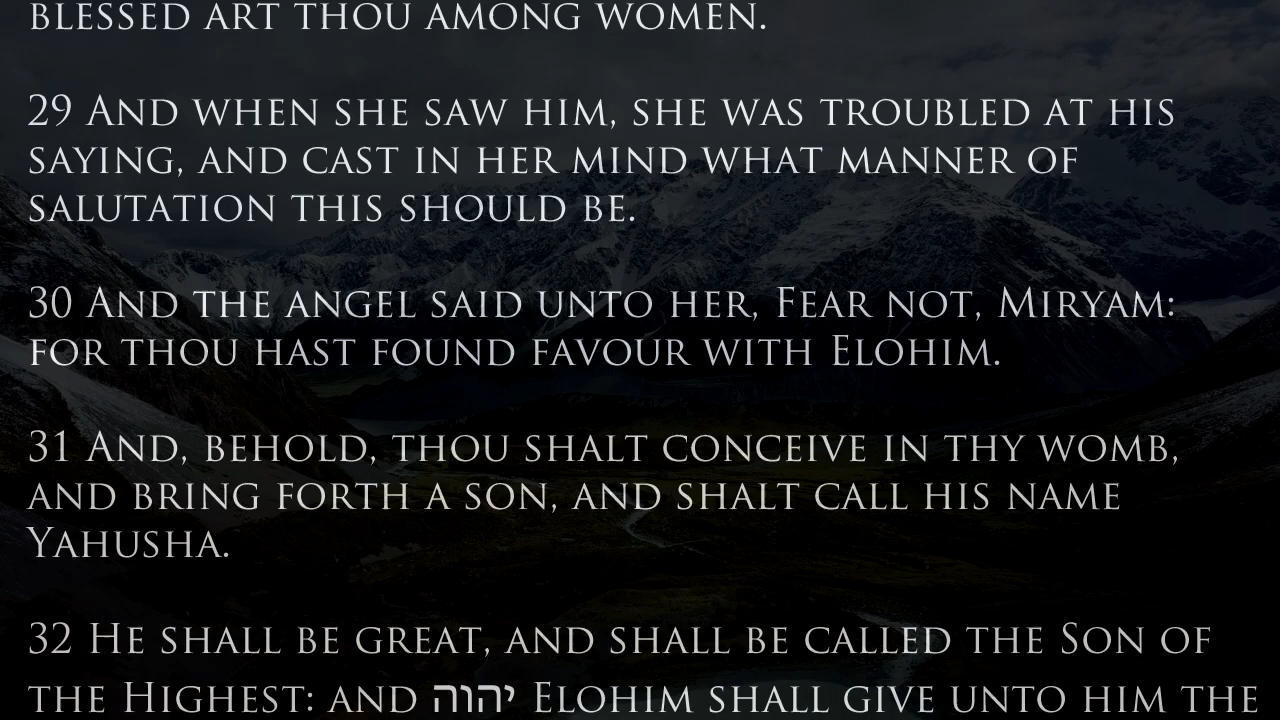 BLESSED ART THOU AMONG WOMEN.
29 AND WHEN SHE SAW HIM, SHE WAS TROUBLED AT HIS
SAYING, AND CAST IN HER MIND WHAT MANNER OF
SALUTATION THIS SHOULD BE.
30 AND THE ANGEL SAID UNTO HER, FEAR NOT, MIRYAM:
FOR THOU HAST FOUND FAVOUR WITH ELOHIM.
31 AND, BEHOLD, THOU SHALT CONCEIVE IN THY WOMB,
AND BRING FORTH A SON, AND SHALT CALL HIS NAME
YAHUSHA.
32 HE SHALL BE GREAT, AND SHALL BE CALLED THE SON OF
THE HIGHEST: AND יהוה ELOHIM SHALL GIVE UNTO HIM THE